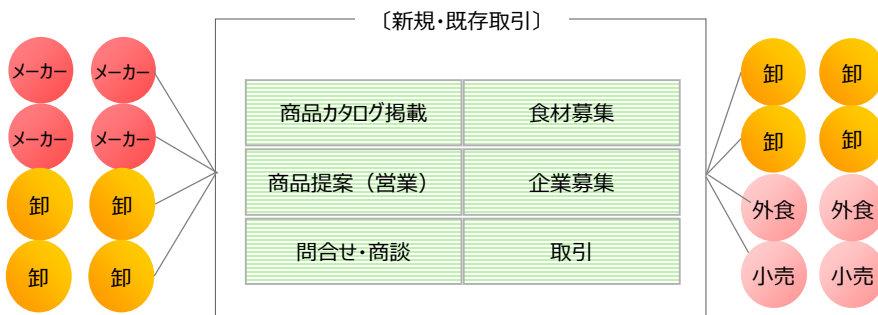 〔新規・既存取引〕
メーカー メーカー
メーカー メーカー
卸 卸
卸 卸
商品カタログ掲載 食材募集
商品提案（営業） 企業募集
問合せ・商談 取引
卸 卸
卸 卸
外食 外食
小売 小売